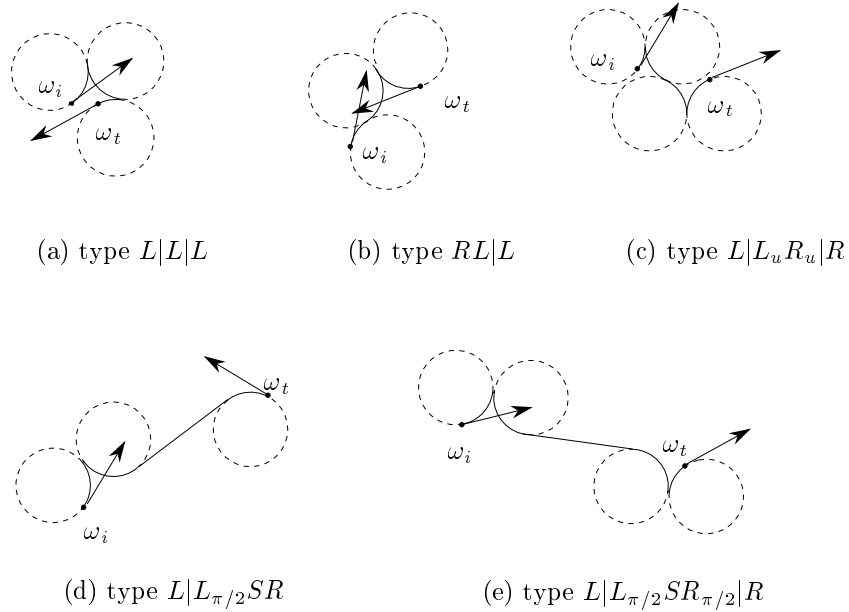 ω_i
ω_t
ω_i
ω_t
ω_i
ω_t
(a) type L|L|L
(b) type RL|L
(c) type L|L_uR_u|R
ω_i
ω_t
ω_i
ω_t
(d) type L|L_{π/2}SR
(e) type L|L_{π/2}SR_{π/2}|R